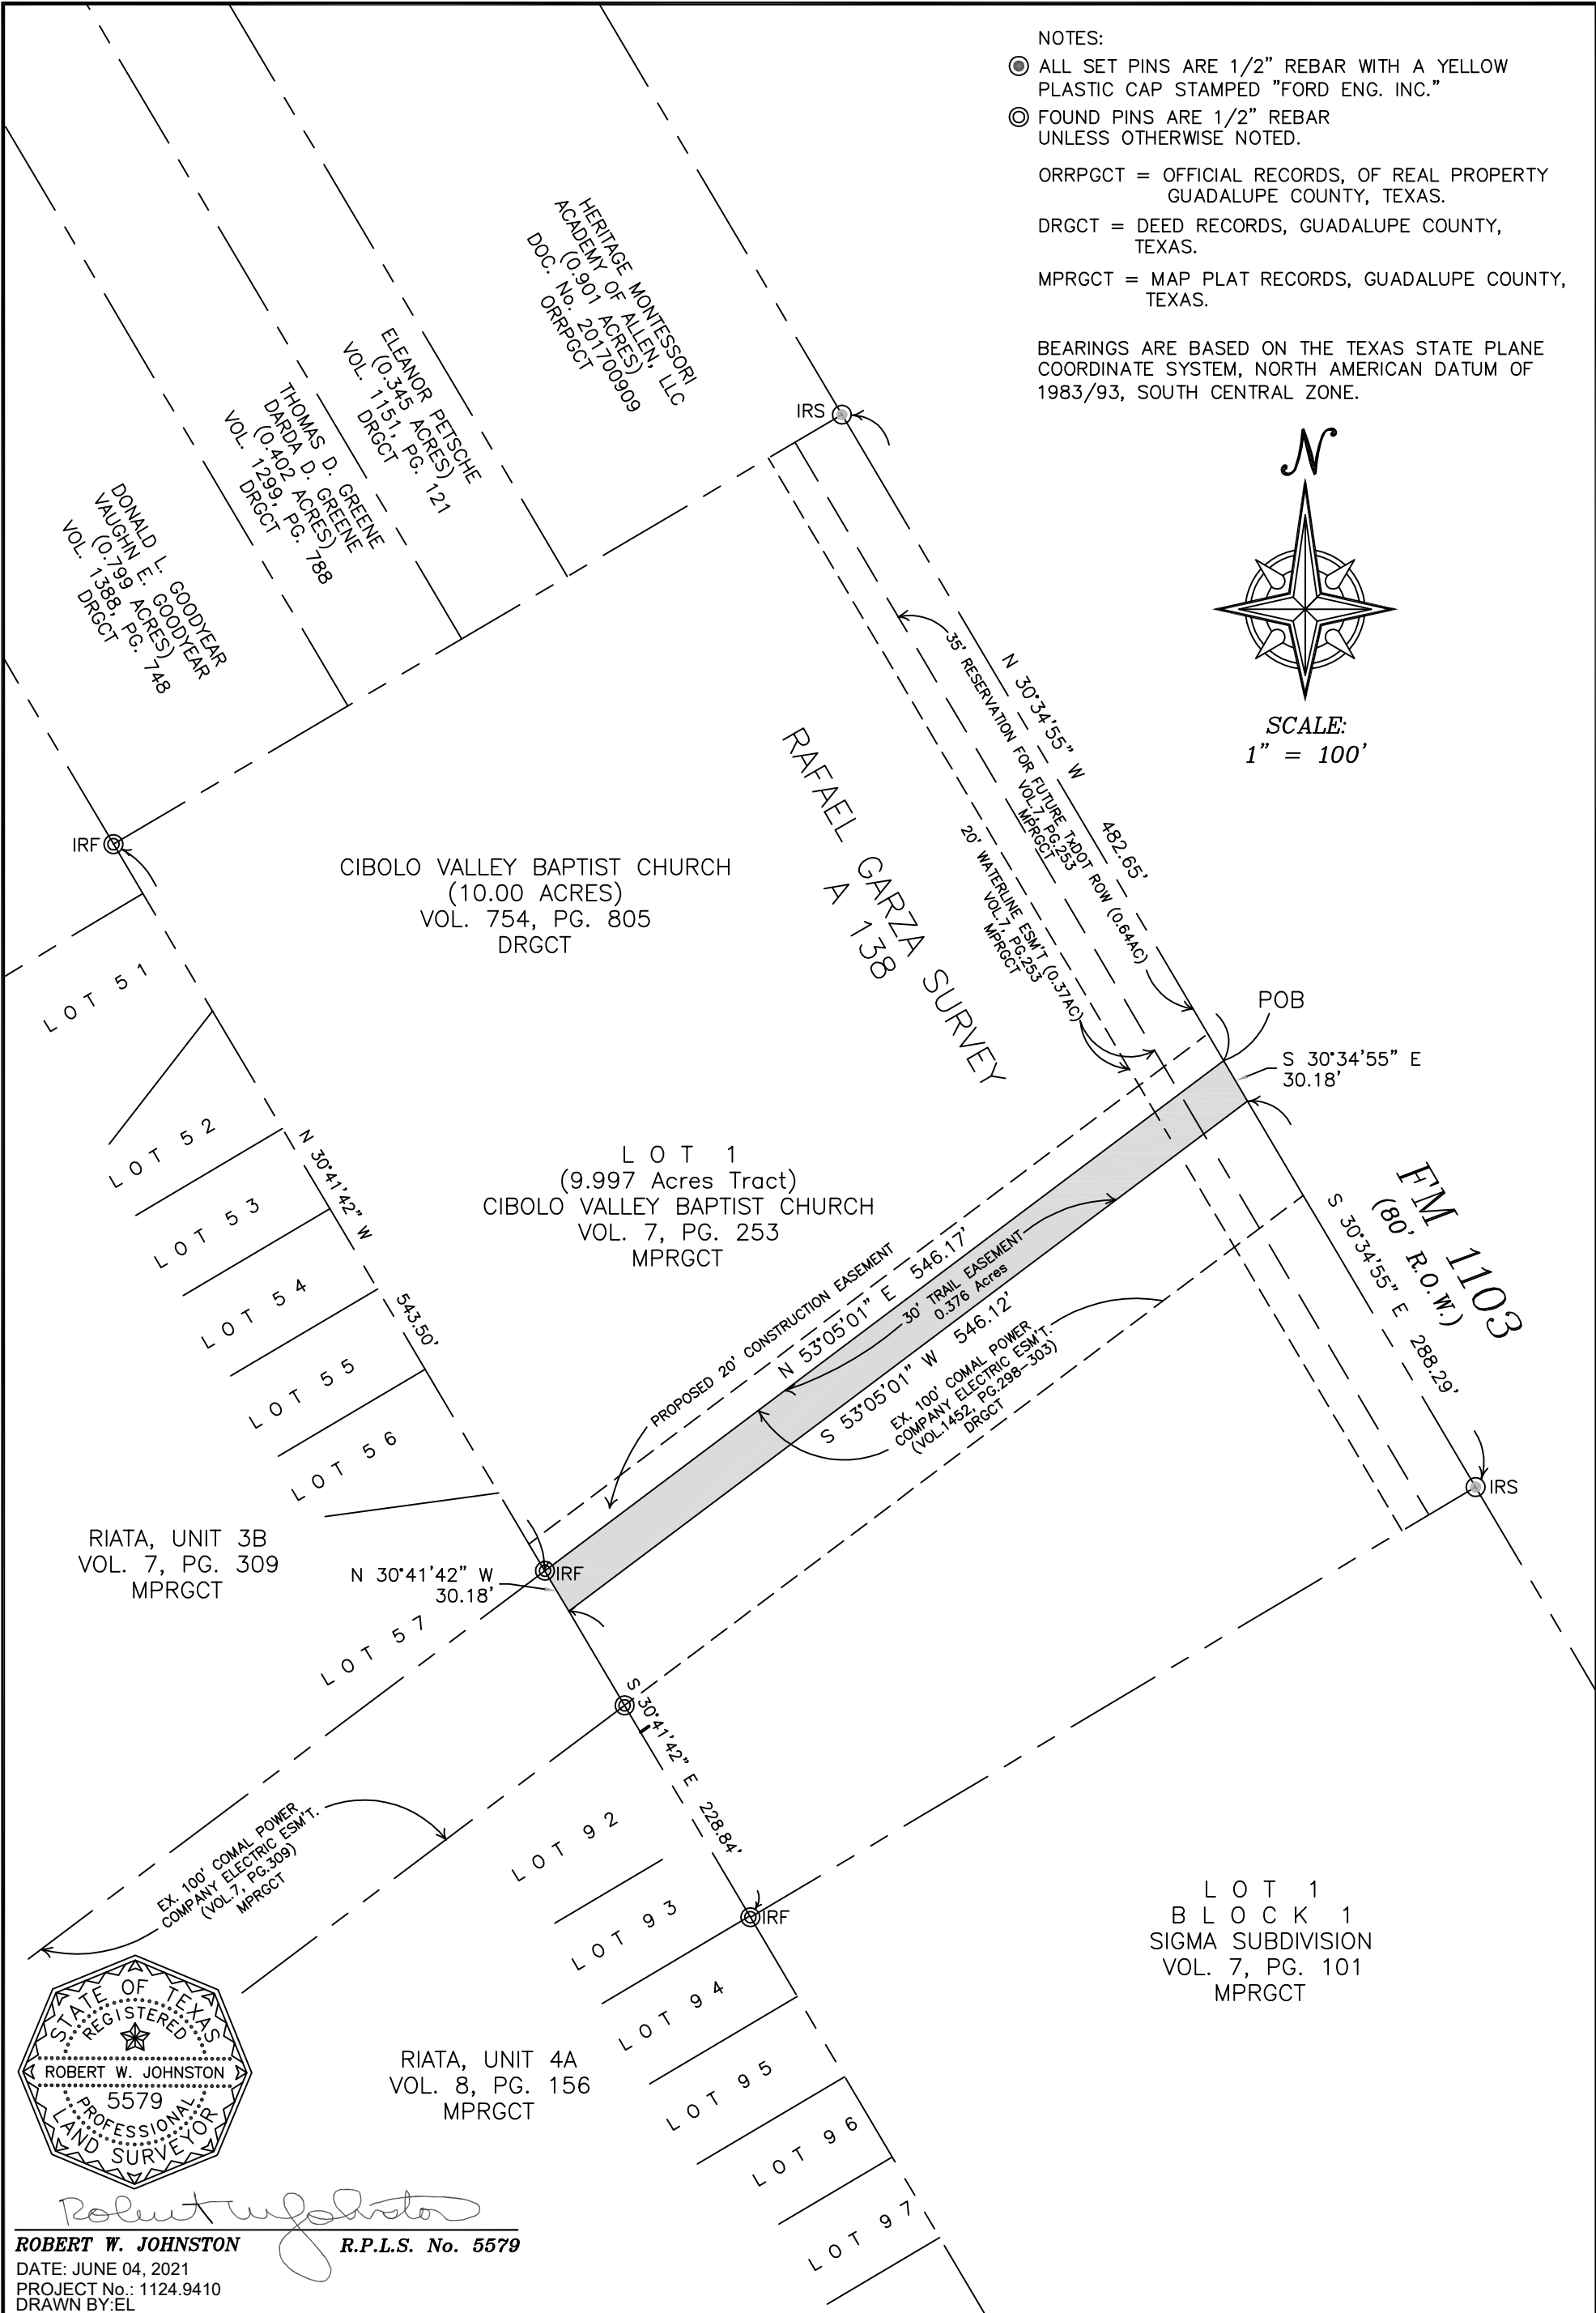 NOTES:
ALL SET PINS ARE 1/2" REBAR WITH A YELLOW
PLASTIC CAP STAMPED "FORD ENG. INC."
FOUND PINS ARE 1/2" REBAR
UNLESS OTHERWISE NOTED.
ORRPGCT = OFFICIAL RECORDS, OF REAL PROPERTY
GUADALUPE COUNTY, TEXAS.
DRGCT = DEED RECORDS, GUADALUPE COUNTY,
TEXAS.
MPRGCT = MAP PLAT RECORDS, GUADALUPE COUNTY,
TEXAS.
BEARINGS ARE BASED ON THE TEXAS STATE PLANE
COORDINATE SYSTEM, NORTH AMERICAN DATUM OF
1983/93, SOUTH CENTRAL ZONE.
N
SCALE:
1" = 100'
HERITAGE MONTESSORI
ACADEMY OF ALLEN, LLC
(0.901 ACRES)
DOC. No. 20170090​9
ORRPGCT
ELEANOR PETSCHE
(0.345 ACRES)
VOL. 1151, PG. 121
DRGCT
THOMAS D. GREENE
DARDA D. GREENE
(0.402 ACRES)
VOL. 1299, PG. 788
DRGCT
DONALD L. GOODYEAR
VAUGHN E. GOODYEAR
(0.799 ACRES)
VOL. 1388, PG. 748
DRGCT
IRS
IRF
CIBOLO VALLEY BAPTIST CHURCH
(10.00 ACRES)
VOL. 754, PG. 805
DRGCT
RAFAEL GARZA SURVEY
A 138
N 30°34'55" W 482.65'
35' RESERVATION FOR FUTURE TxDOT ROW (0.64AC)
VOL.7, PG.253
MPRGCT
20' WATERLINE ESM'T (0.37AC)
VOL.7, PG.253
MPRGCT
POB
S 30°34'55" E
30.18'
FM 1103
(80' R.O.W.)
S 30°34'55" E 288.29'
IRS
LOT 51
LOT 52
LOT 53
LOT 54
LOT 55
LOT 56
N 30°41'42" W 543.50'
LOT 1
(9.997 Acres Tract)
CIBOLO VALLEY BAPTIST CHURCH
VOL. 7, PG. 253
MPRGCT
PROPOSED 20' CONSTRUCTION EASEMENT
N 53°05'01" E 546.17'
30' TRAIL EASEMENT
0.376 Acres
S 53°05'01" W 546.12'
EX. 100' COMAL POWER
COMPANY ELECTRIC ESM'T.
(VOL.1452, PG.298-303)
DRGCT
RIATA, UNIT 3B
VOL. 7, PG. 309
MPRGCT
N 30°41'42" W
30.18'
IRF
LOT 57
S 30°41'42" E 228.84'
EX. 100' COMAL POWER
COMPANY ELECTRIC ESM'T.
(VOL.7, PG.309)
MPRGCT
LOT 92
LOT 93
IRF
LOT 94
LOT 95
LOT 96
LOT 97
RIATA, UNIT 4A
VOL. 8, PG. 156
MPRGCT
LOT 1
BLOCK 1
SIGMA SUBDIVISION
VOL. 7, PG. 101
MPRGCT
STATE OF TEXAS
REGISTERED
ROBERT W. JOHNSTON
5579
PROFESSIONAL
LAND SURVEYOR
Robert W Johnston
ROBERT W. JOHNSTON R.P.L.S. No. 5579
DATE: JUNE 04, 2021
PROJECT No.: 1124.9410
DRAWN BY:EL